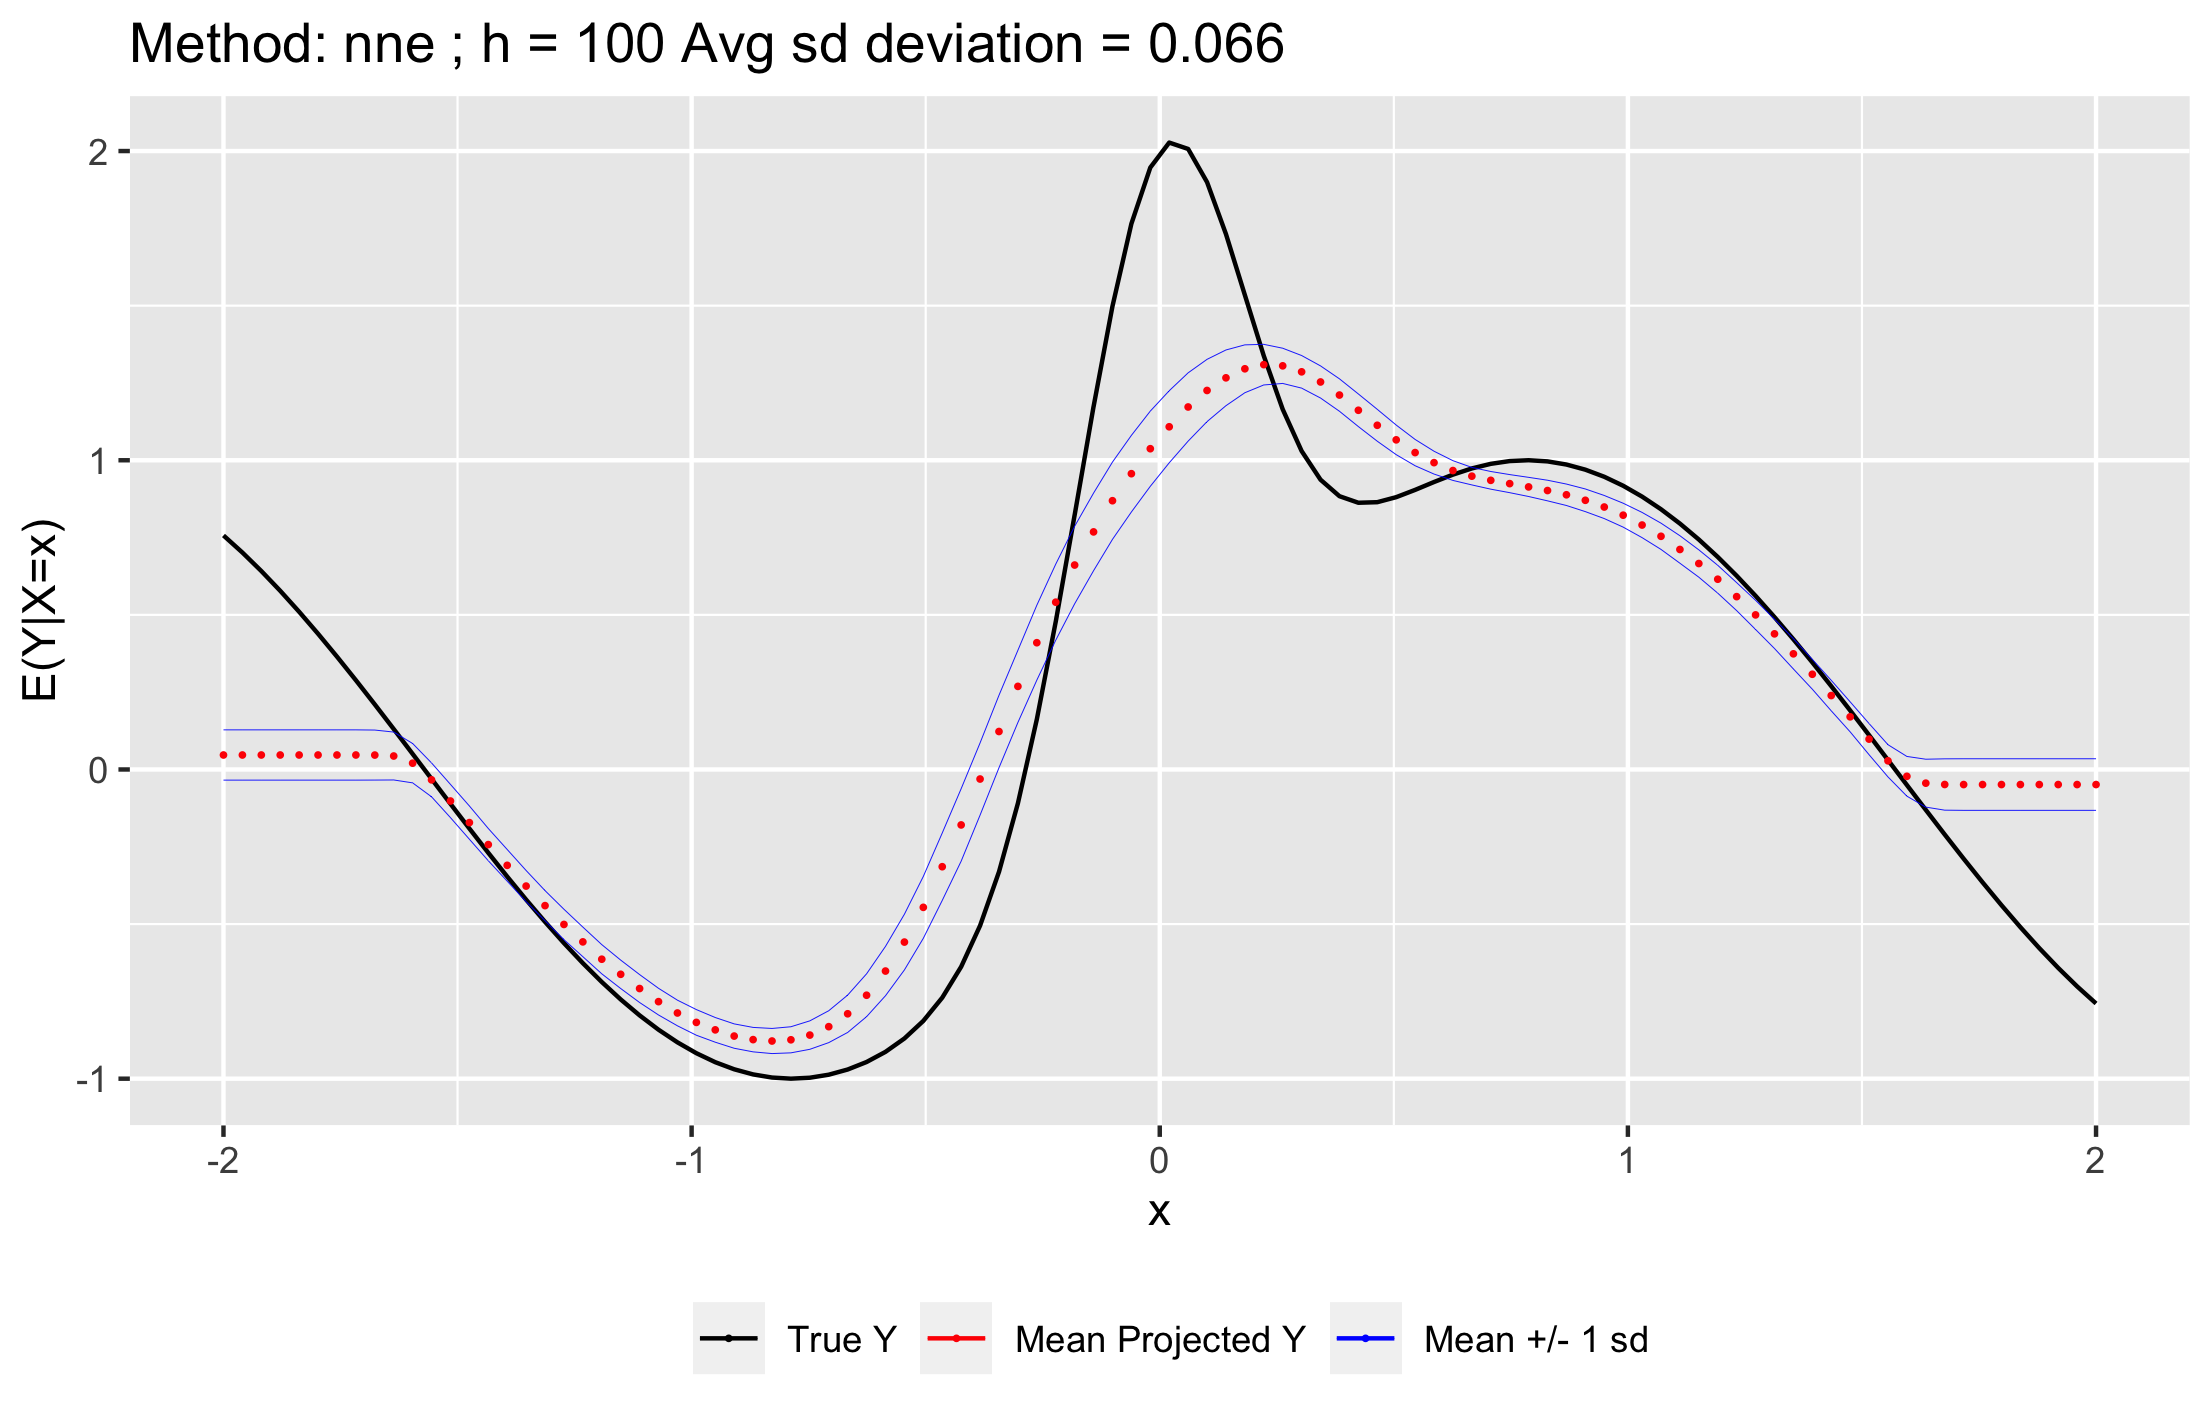 Method: nne ; h = 100 Avg sd deviation = 0.066
E(Y|X=x)
2
1
0
-1
-2
-1
0
1
2
x
True Y
Mean Projected Y
Mean +/- 1 sd